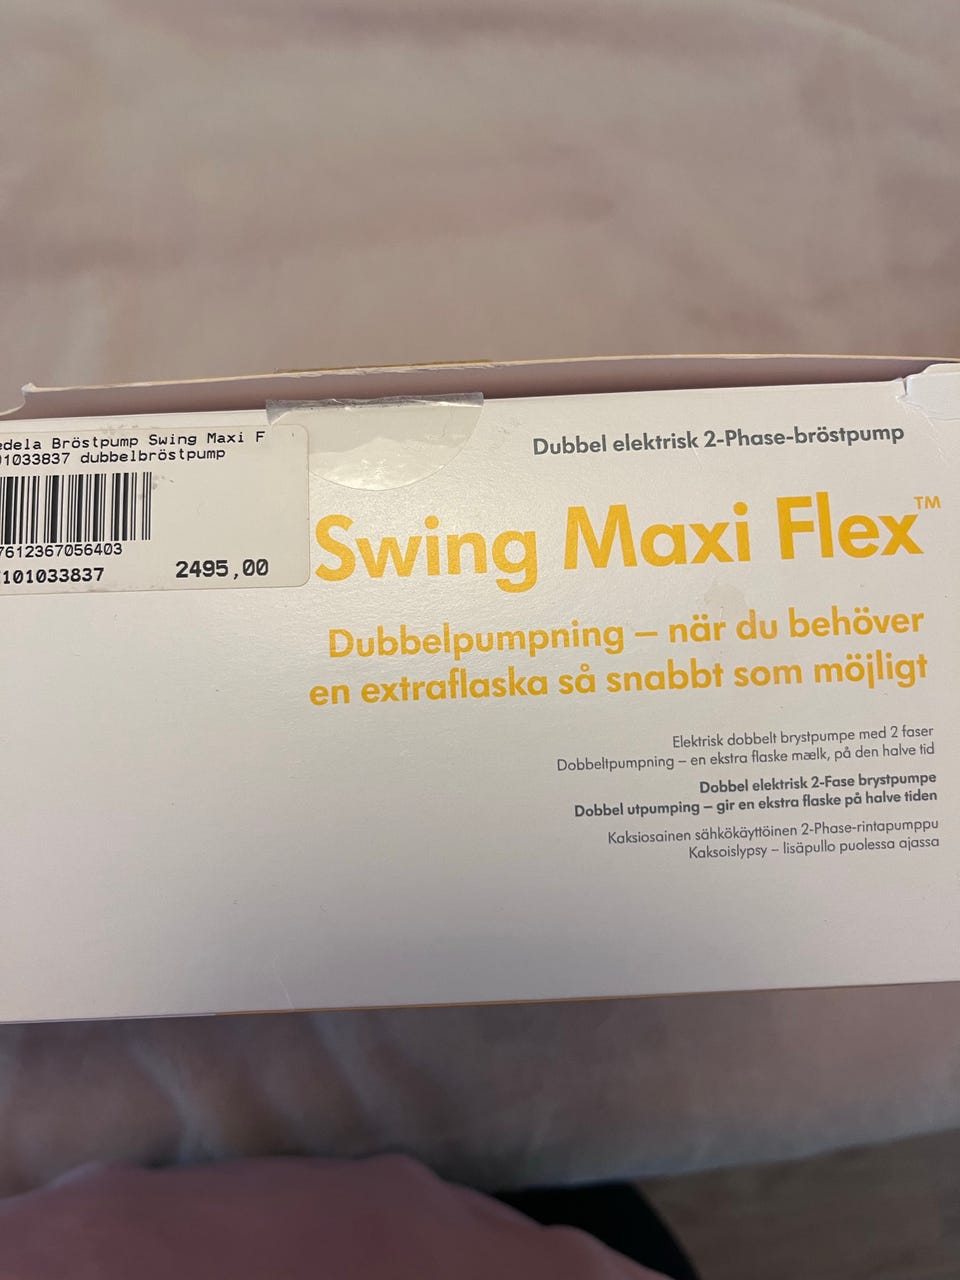 edela Bröstpump Swing Maxi F
01033837 dubbelbröstpump
7612367056403
101033837
2495,00
Dubbel elektrisk 2-Phase-bröstpump
Swing Maxi Flex™
Dubbelpumpning – när du behöver
en extraflaska så snabbt som möjligt
Elektrisk dobbelt brystpumpe med 2 faser
Dobbeltpumpning – en ekstra flaske mælk, på den halve tid
Dobbel elektrisk 2-Fase brystpumpe
Dobbel utpumping – gir en ekstra flaske på halve tiden
Kaksiosainen sähkökäyttöinen 2-Phase-rintapumppu
Kaksoislypsy – lisäpullo puolessa ajassa